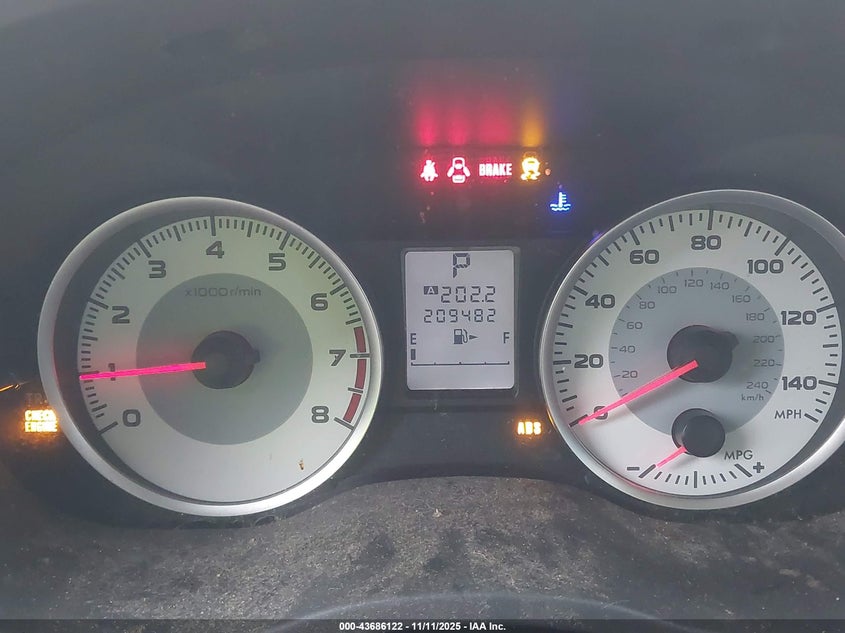 BRAKE
x1000 r/min
0 1 2 3 4 5 6 7 8
CHECK
ENGINE
P
A 202.2
209482
E F
ABS
0 20 40 60 80 100 120 140
MPH
20 40 60 80 100 120 140 160 180 200 220 240
km/h
MPG
- +
000-43686122 - 11/11/2025 - IAA Inc.